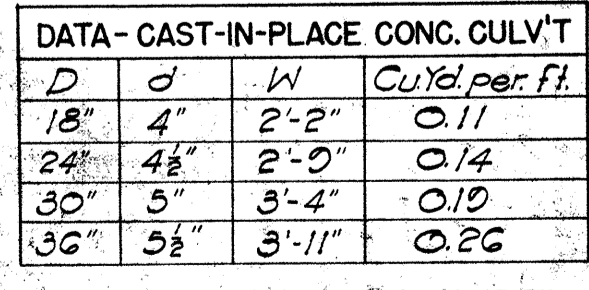 DATA - CAST-IN-PLACE CONC. CULV'T
D d W Cu.Yd. per. ft.
18" 4" 2'-2" 0.11
24" 4½" 2'-9" 0.14
30" 5" 3'-4" 0.19
36" 5½" 3'-11" 0.26